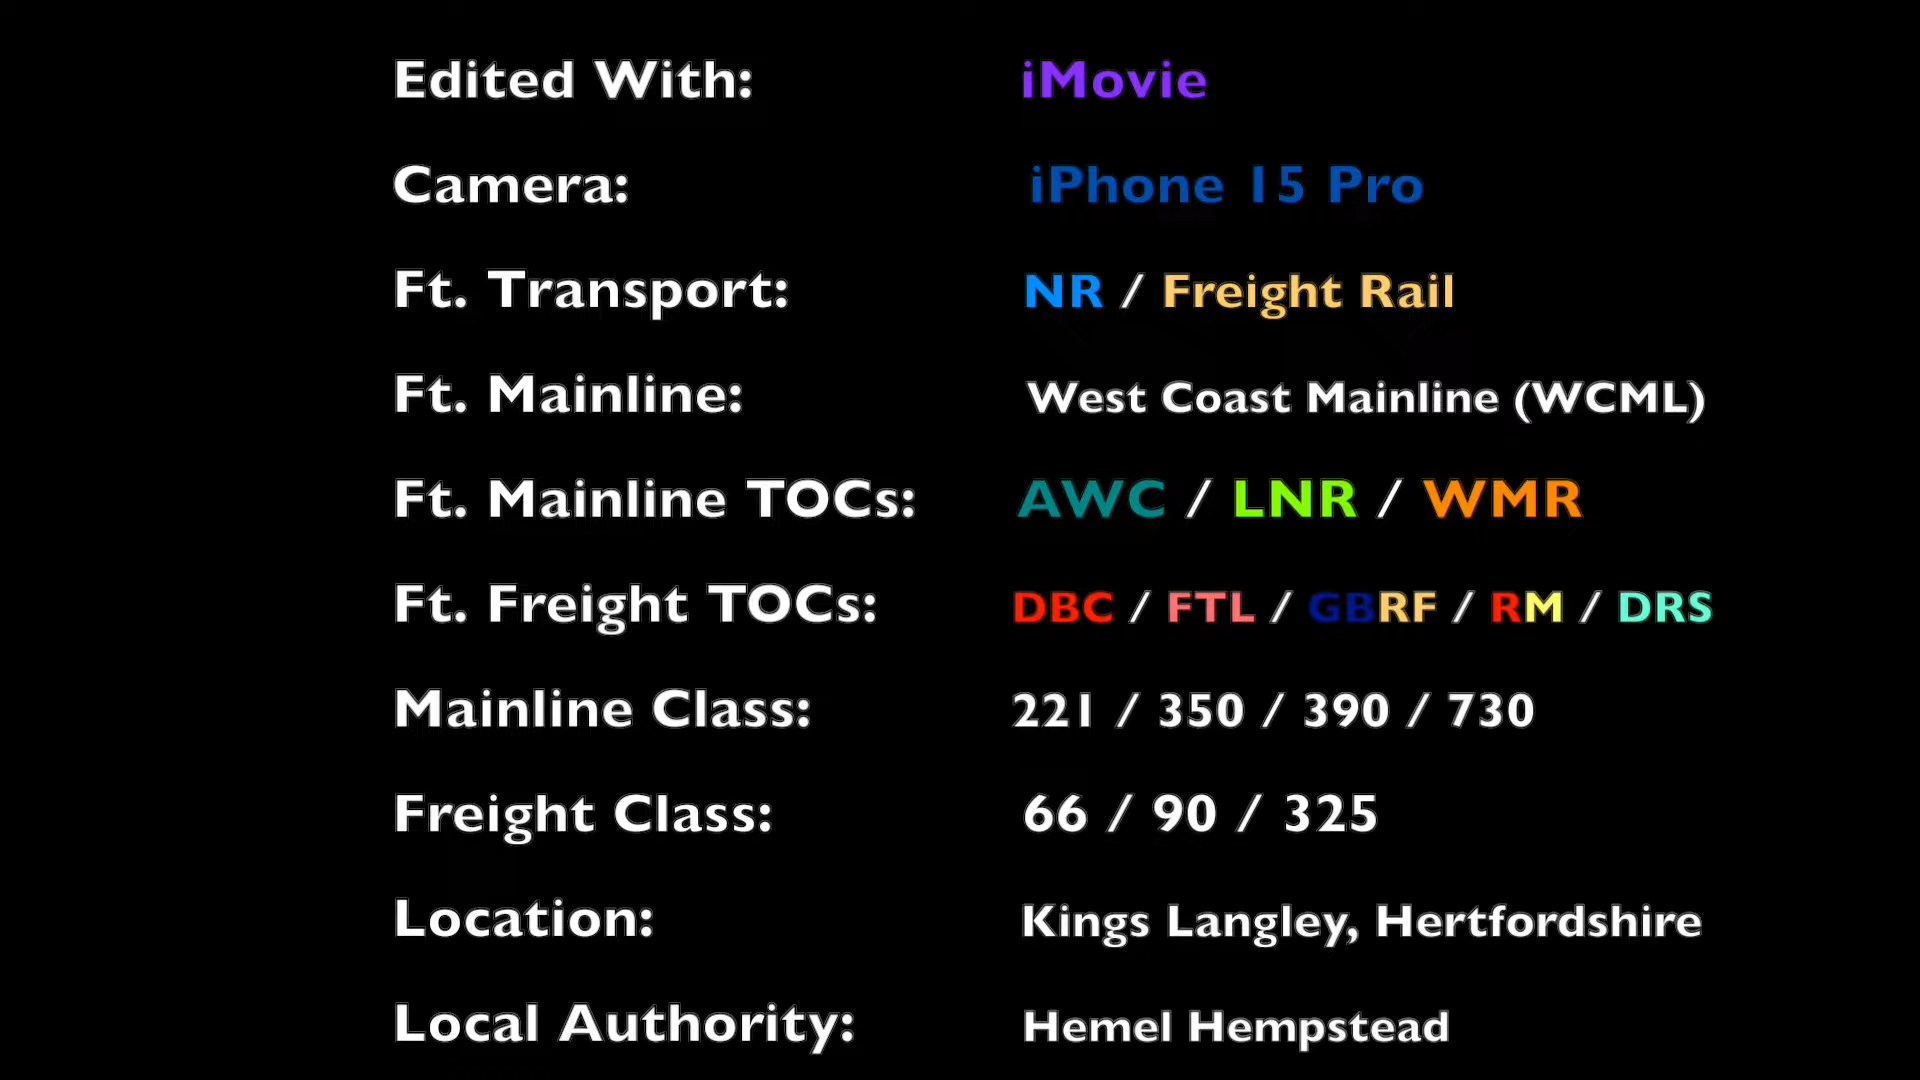 Edited With: iMovie
Camera: iPhone 15 Pro
Ft. Transport: NR / Freight Rail
Ft. Mainline: West Coast Mainline (WCML)
Ft. Mainline TOCs: AWC / LNR / WMR
Ft. Freight TOCs: DBC / FTL / GBRF / RM / DRS
Mainline Class: 221 / 350 / 390 / 730
Freight Class: 66 / 90 / 325
Location: Kings Langley, Hertfordshire
Local Authority: Hemel Hempstead